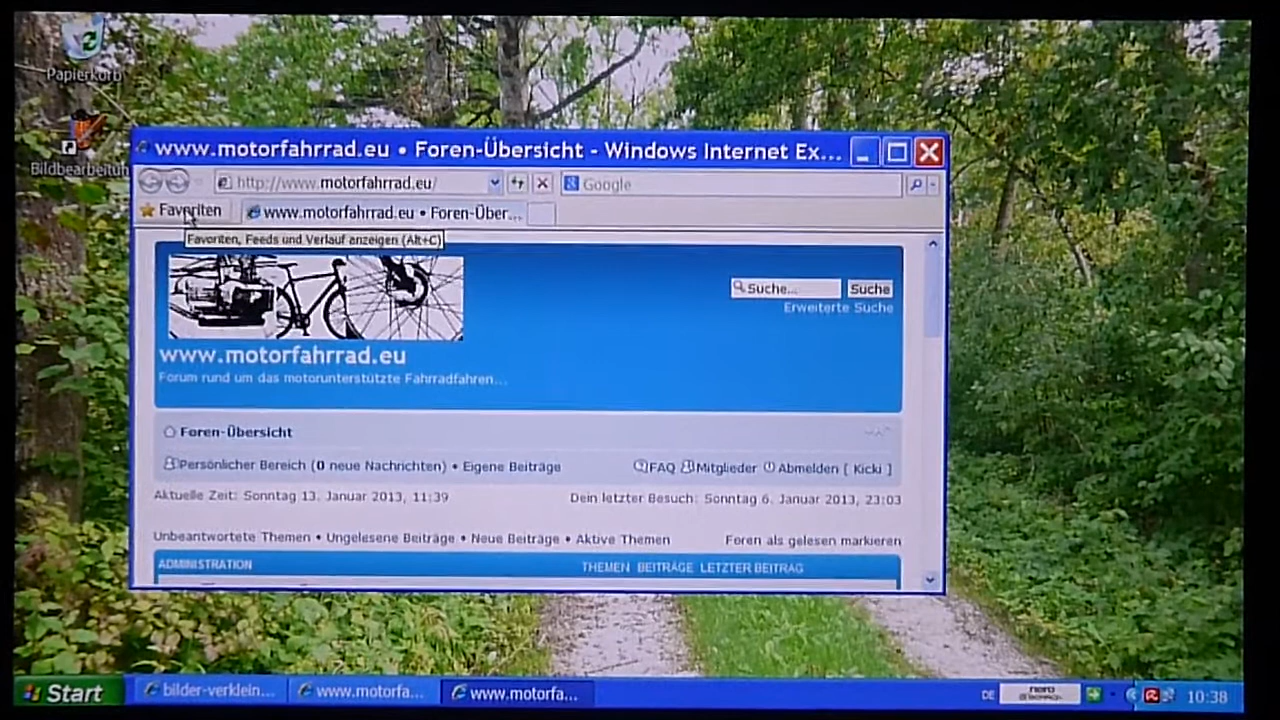 Papierkorb
Bildbearbeitun
www.motorfahrrad.eu • Foren-Übersicht - Windows Internet Ex...
http://www.motorfahrrad.eu/
Google
Favoriten
www.motorfahrrad.eu • Foren-Über...
Favoriten, Feeds und Verlauf anzeigen (Alt+C)
Suche... Suche
Erweiterte Suche
www.motorfahrrad.eu
Forum rund um das motorunterstützte Fahrradfahren...
Foren-Übersicht
Persönlicher Bereich (0 neue Nachrichten) • Eigene Beiträge FAQ Mitglieder Abmelden [ Kicki ]
Aktuelle Zeit: Sonntag 13. Januar 2013, 11:39 Dein letzter Besuch: Sonntag 6. Januar 2013, 23:03
Unbeantwortete Themen • Ungelesene Beiträge • Neue Beiträge • Aktive Themen Foren als gelesen markieren
ADMINISTRATION THEMEN BEITRÄGE LETZTER BEITRAG
Start bilder-verklein... www.motorfa... www.motorfa... DE nero 10:38